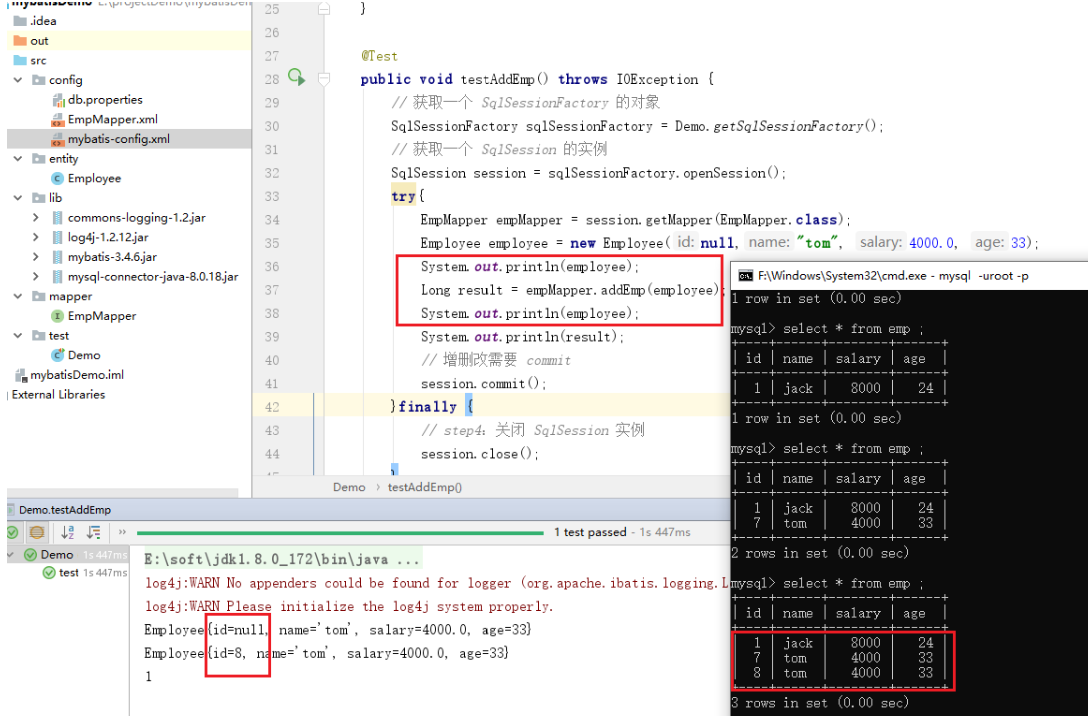 mybatisDemo E:\projectDemo\mybatisDem
.idea
out
src
config
db.properties
EmpMapper.xml
mybatis-config.xml
entity
Employee
lib
commons-logging-1.2.jar
log4j-1.2.12.jar
mybatis-3.4.6.jar
mysql-connector-java-8.0.18.jar
mapper
EmpMapper
test
Demo
mybatisDemo.iml
External Libraries
25 }
26
27 @Test
28 public void testAddEmp() throws IOException {
29 // 获取一个 SqlSessionFactory 的对象
30 SqlSessionFactory sqlSessionFactory = Demo.getSqlSessionFactory();
31 // 获取一个 SqlSession 的实例
32 SqlSession session = sqlSessionFactory.openSession();
33 try{
34 EmpMapper empMapper = session.getMapper(EmpMapper.class);
35 Employee employee = new Employee( id: null, name: "tom", salary: 4000.0, age: 33);
36 System.out.println(employee);
37 Long result = empMapper.addEmp(employee);
38 System.out.println(employee);
39 System.out.println(result);
40 // 增删改需要 commit
41 session.commit();
42 }finally {
43 // step4: 关闭 SqlSession 实例
44 session.close();
45 }
Demo › testAddEmp()
F:\Windows\System32\cmd.exe - mysql -uroot -p
1 row in set (0.00 sec)
mysql> select * from emp ;
+----+------+--------+-----+
| id | name | salary | age |
+----+------+--------+-----+
| 1 | jack | 8000 | 24 |
+----+------+--------+-----+
1 row in set (0.00 sec)
mysql> select * from emp ;
+----+------+--------+-----+
| id | name | salary | age |
+----+------+--------+-----+
| 1 | jack | 8000 | 24 |
| 7 | tom | 4000 | 33 |
+----+------+--------+-----+
2 rows in set (0.00 sec)
mysql> select * from emp ;
+----+------+--------+-----+
| id | name | salary | age |
+----+------+--------+-----+
| 1 | jack | 8000 | 24 |
| 7 | tom | 4000 | 33 |
| 8 | tom | 4000 | 33 |
+----+------+--------+-----+
3 rows in set (0.00 sec)
Demo.testAddEmp
» 1 test passed - 1s 447ms
Demo 1s 447ms
test 1s 447ms
E:\soft\jdk1.8.0_172\bin\java ...
log4j:WARN No appenders could be found for logger (org.apache.ibatis.logging.L
log4j:WARN Please initialize the log4j system properly.
Employee{id=null, name='tom', salary=4000.0, age=33}
Employee{id=8, name='tom', salary=4000.0, age=33}
1